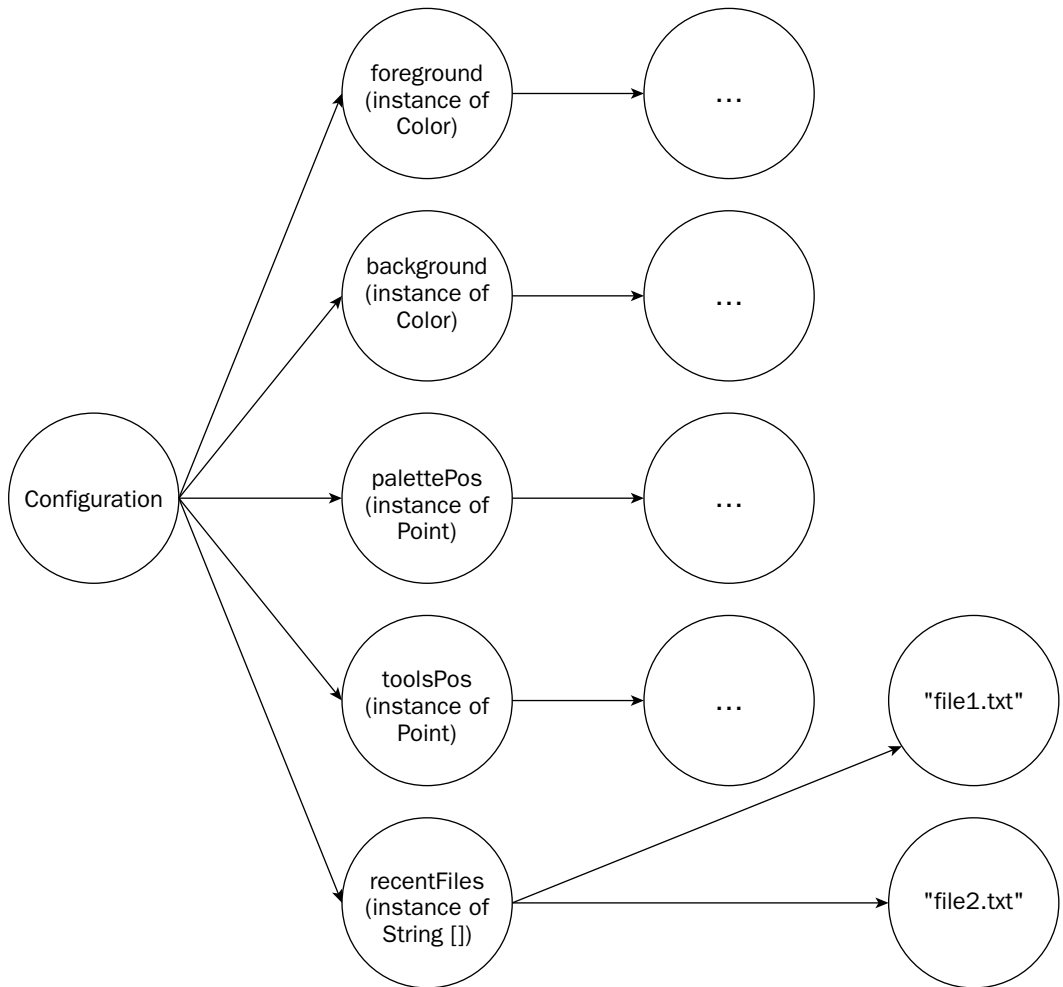 foreground
(instance of
Color)
...
background
(instance of
Color)
...
Configuration
palettePos
(instance of
Point)
...
toolsPos
(instance of
Point)
...
"file1.txt"
recentFiles
(instance of
String [])
"file2.txt"